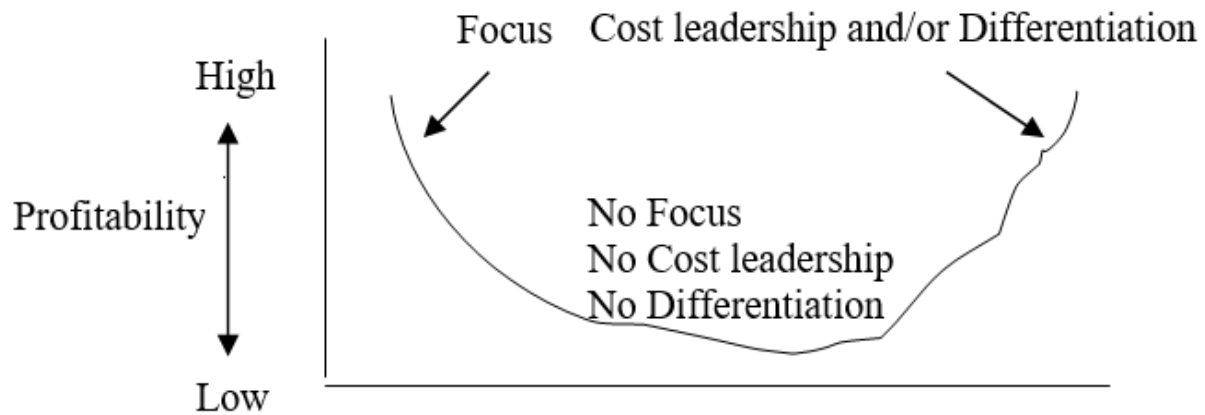 Focus Cost leadership and/or Differentiation
High
Profitability
No Focus
No Cost leadership
No Differentiation
Low